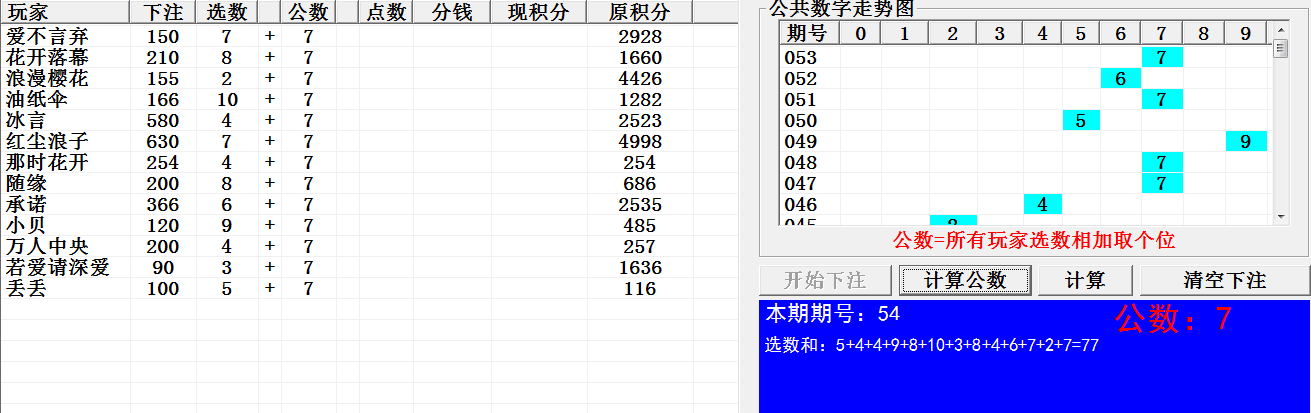 玩家 下注 选数 公数 点数 分钱 现积分 原积分
爱不言弃 150 7 + 7 2928
花开落幕 210 8 + 7 1660
浪漫樱花 155 2 + 7 4426
油纸伞 166 10 + 7 1282
冰言 580 4 + 7 2523
红尘浪子 630 7 + 7 4998
那时花开 254 4 + 7 254
随缘 200 8 + 7 686
承诺 366 6 + 7 2535
小贝 120 9 + 7 485
万人中央 200 4 + 7 257
若爱请深爱 90 3 + 7 1636
丢丢 100 5 + 7 116
公共数字走势图
期号 0 1 2 3 4 5 6 7 8 9
053 7
052 6
051 7
050 5
049 9
048 7
047 7
046 4
045 2
公数=所有玩家选数相加取个位
开始下注 计算公数 计算 清空下注
本期期号：54 公数：7
选数和：5+4+4+9+8+10+3+8+4+6+7+2+7=77